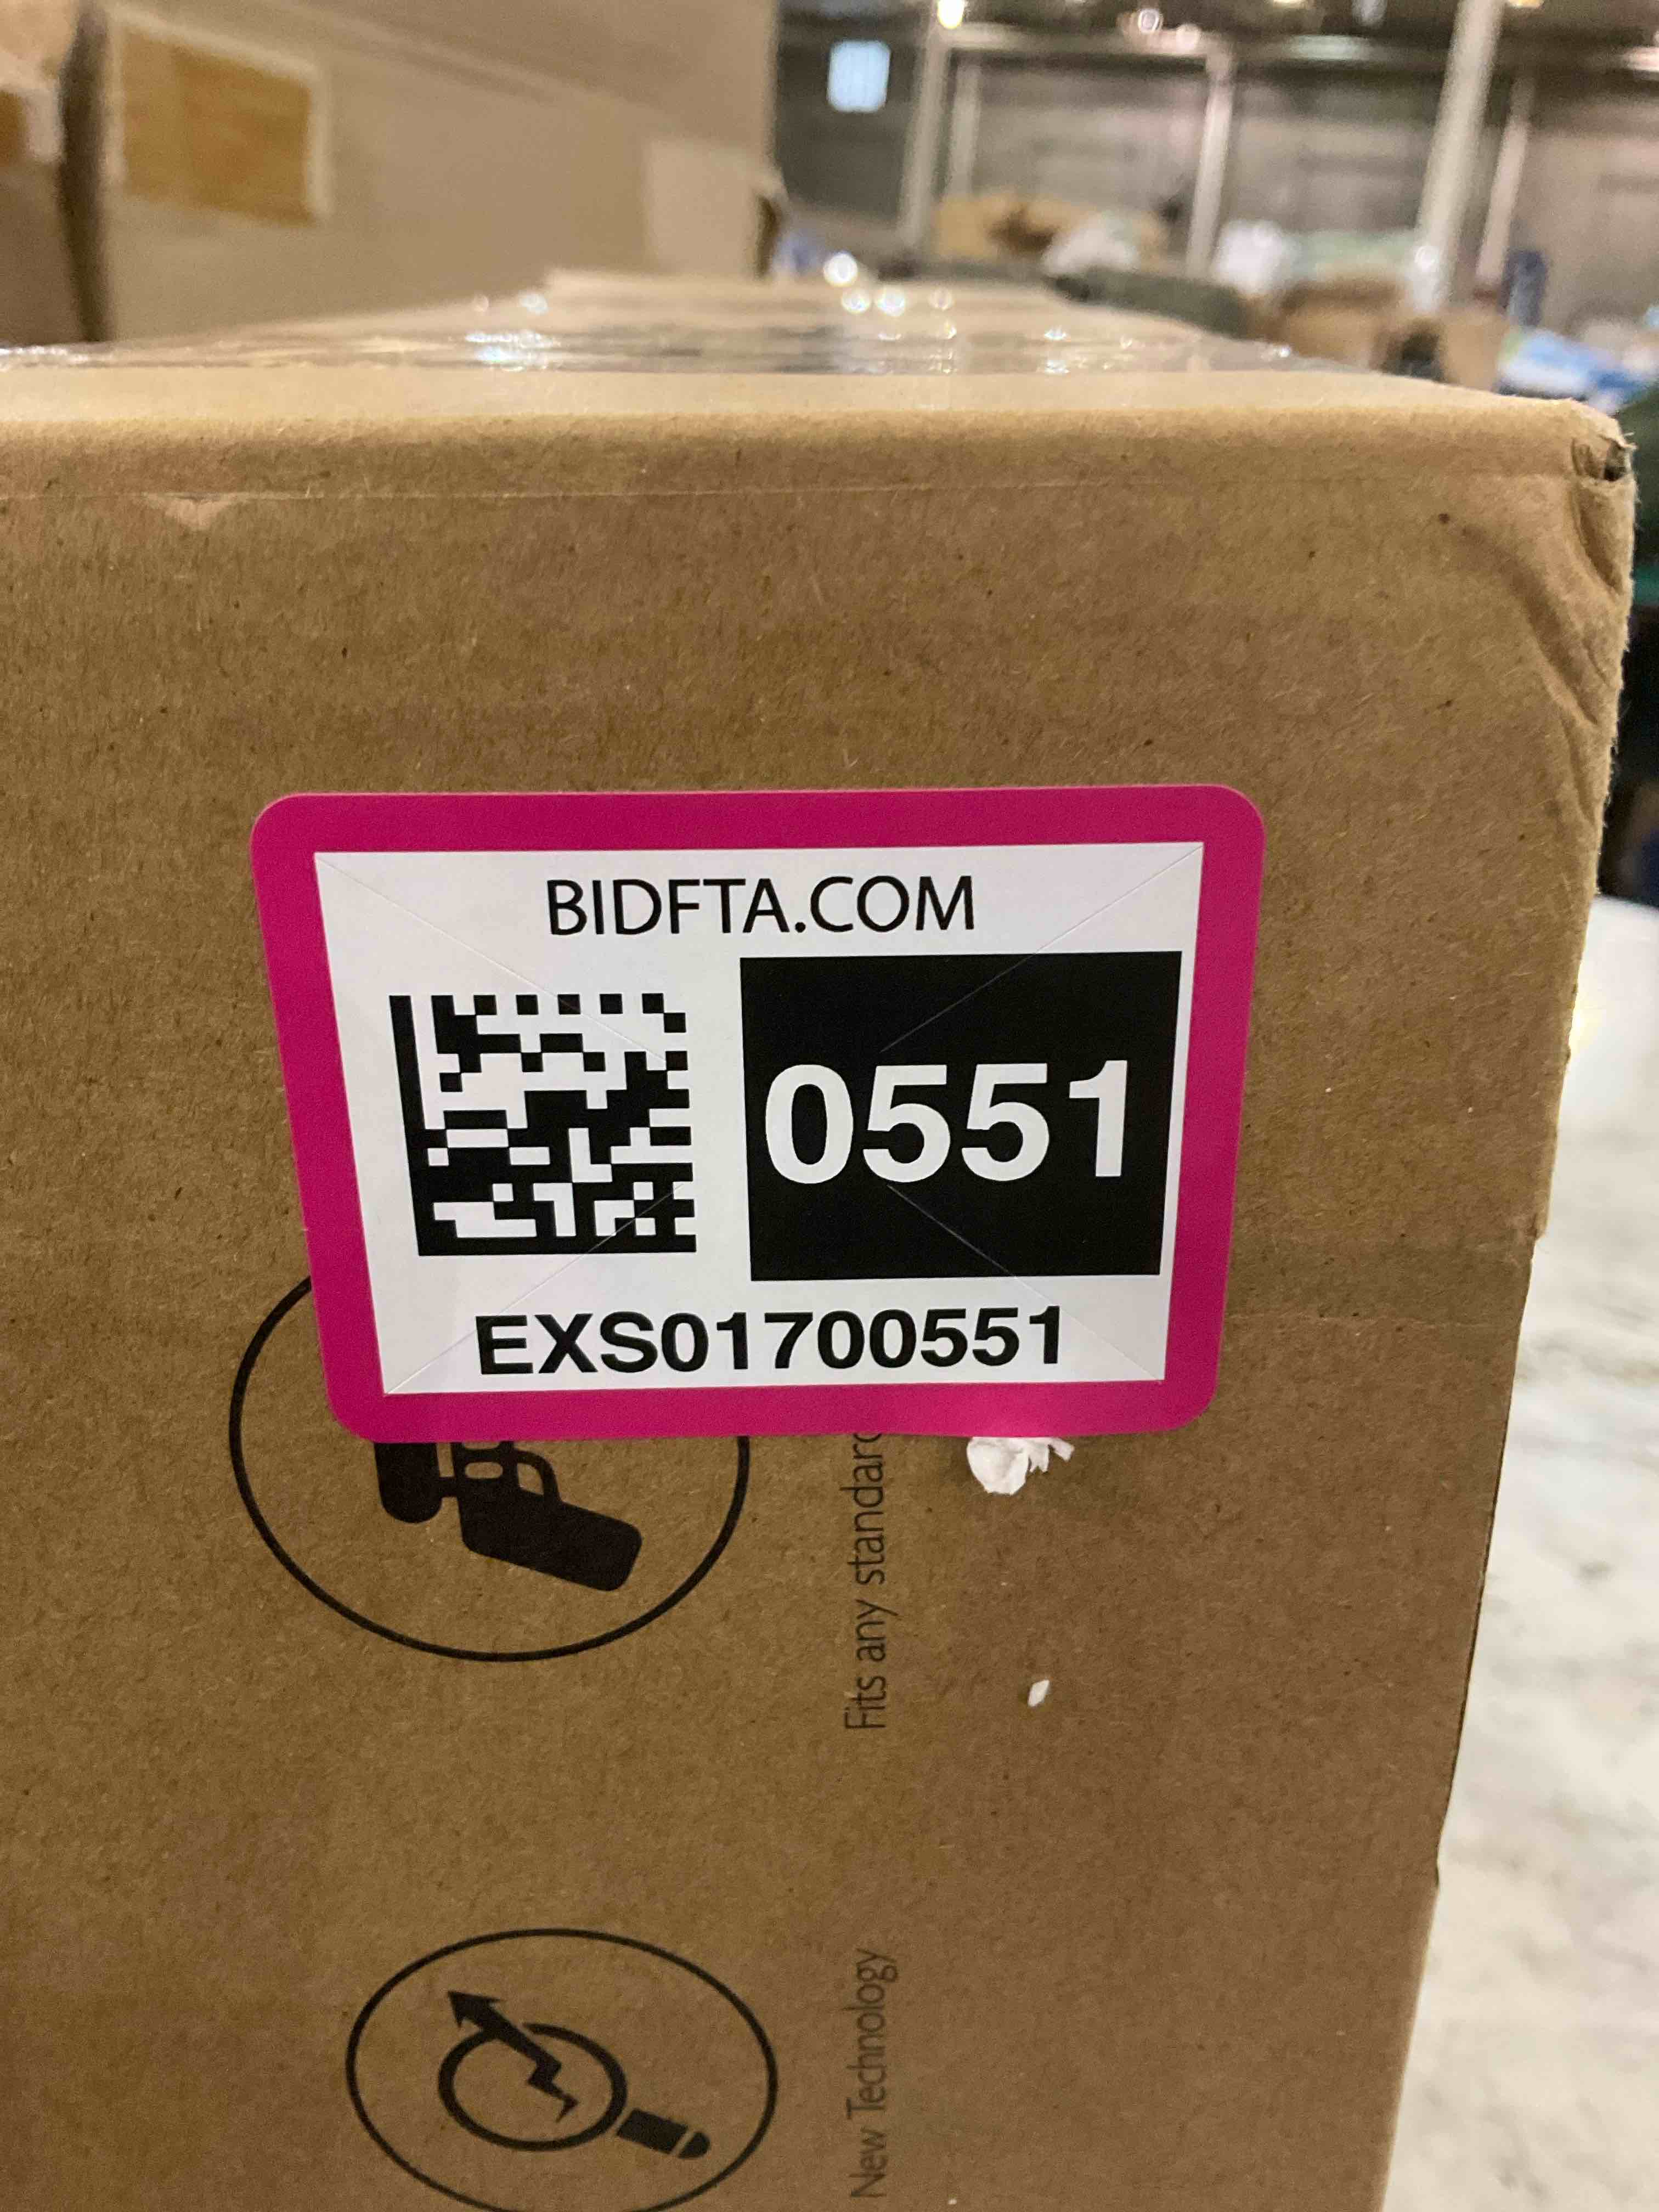 BIDFTA.COM
0551
EXS01700551
Fits any standard
New Technology